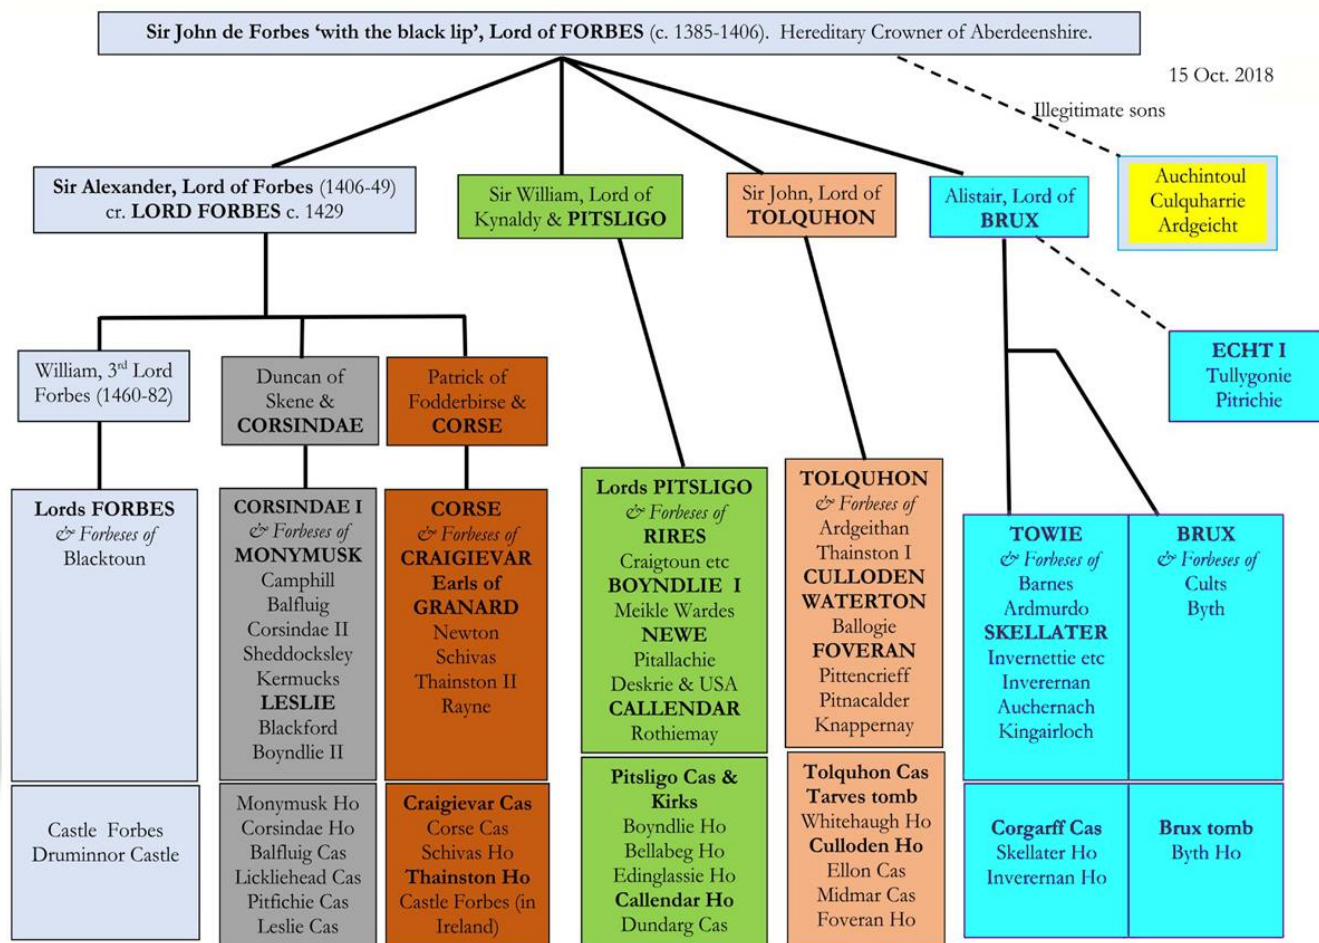 Sir John de Forbes ‘with the black lip’, Lord of FORBES (c. 1385-1406). Hereditary Crowner of Aberdeenshire.
15 Oct. 2018
Illegitimate sons
Sir Alexander, Lord of Forbes (1406-49)
cr. LORD FORBES c. 1429
Sir William, Lord of
Kynaldy & PITSLIGO
Sir John, Lord of
TOLQUHON
Alistair, Lord of
BRUX
Auchintoul
Culquharrie
Ardgeicht
ECHT I
Tullygonie
Pitrichie
William, 3rd Lord
Forbes (1460-82)
Duncan of
Skene &
CORSINDAE
Patrick of
Fodderbirse &
CORSE
Lords FORBES
& Forbeses of
Blacktoun
CORSINDAE I
& Forbeses of
MONYMUSK
Camphill
Balfluig
Corsindae II
Sheddocksley
Kermucks
LESLIE
Blackford
Boyndlie II
CORSE
& Forbeses of
CRAIGIEVAR
Earls of
GRANARD
Newton
Schivas
Thainston II
Rayne
Lords PITSLIGO
& Forbeses of
RIRES
Craigtoun etc
BOYNDLIE I
Meikle Wardes
NEWE
Pitallachie
Deskrie & USA
CALLENDAR
Rothiemay
TOLQUHON
& Forbeses of
Ardgeithan
Thainston I
CULLODEN
WATERTON
Ballogie
FOVERAN
Pittencrieff
Pitnacalder
Knappernay
TOWIE
& Forbeses of
Barnes
Ardmurdo
SKELLATER
Invernettie etc
Inverernan
Auchernach
Kingairloch
BRUX
& Forbeses of
Cults
Byth
Castle Forbes
Druminnor Castle
Monymusk Ho
Corsindae Ho
Balfluig Cas
Lickliehead Cas
Pitfichie Cas
Leslie Cas
Craigievar Cas
Corse Cas
Schivas Ho
Thainston Ho
Castle Forbes (in
Ireland)
Pitsligo Cas &
Kirks
Boyndlie Ho
Bellabeg Ho
Edinglassie Ho
Callendar Ho
Dundarg Cas
Tolquhon Cas
Tarves tomb
Whitehaugh Ho
Culloden Ho
Ellon Cas
Midmar Cas
Foveran Ho
Corgarff Cas
Skellater Ho
Inverernan Ho
Brux tomb
Byth Ho